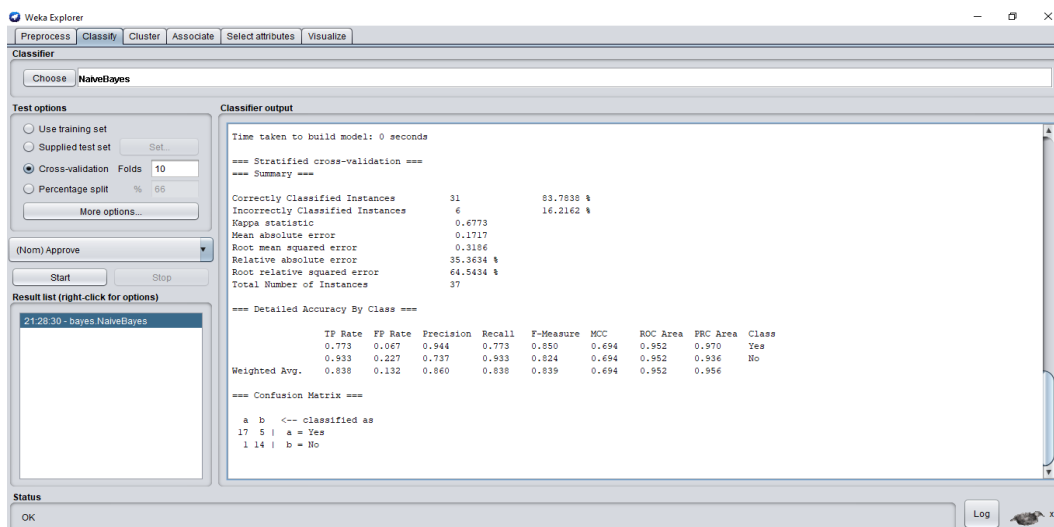 Weka Explorer
Preprocess Classify Cluster Associate Select attributes Visualize
Classifier
Choose NaiveBayes
Test options
Use training set
Supplied test set Set...
Cross-validation Folds 10
Percentage split % 66
More options...
(Nom) Approve
Start Stop
Result list (right-click for options)
21:28:30 - bayes.NaiveBayes
Classifier output
Time taken to build model: 0 seconds
=== Stratified cross-validation ===
=== Summary ===
Correctly Classified Instances 31 83.7838 %
Incorrectly Classified Instances 6 16.2162 %
Kappa statistic 0.6773
Mean absolute error 0.1717
Root mean squared error 0.3186
Relative absolute error 35.3634 %
Root relative squared error 64.5434 %
Total Number of Instances 37
=== Detailed Accuracy By Class ===
TP Rate FP Rate Precision Recall F-Measure MCC ROC Area PRC Area Class
0.773 0.067 0.944 0.773 0.850 0.694 0.952 0.970 Yes
0.933 0.227 0.737 0.933 0.824 0.694 0.952 0.936 No
Weighted Avg. 0.838 0.132 0.860 0.838 0.839 0.694 0.952 0.956
=== Confusion Matrix ===
a b <-- classified as
17 5 | a = Yes
1 14 | b = No
Status
OK
Log
x